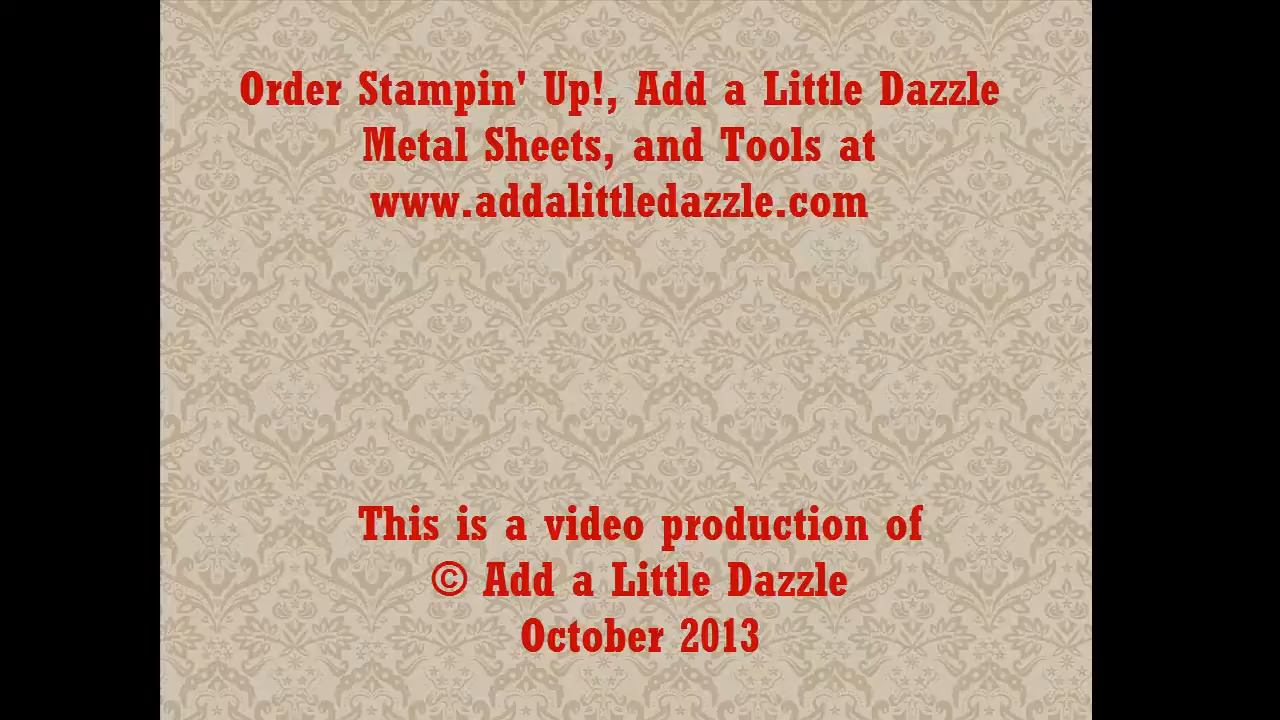 Order Stampin' Up!, Add a Little Dazzle
Metal Sheets, and Tools at
www.addalittledazzle.com
This is a video production of
© Add a Little Dazzle
October 2013